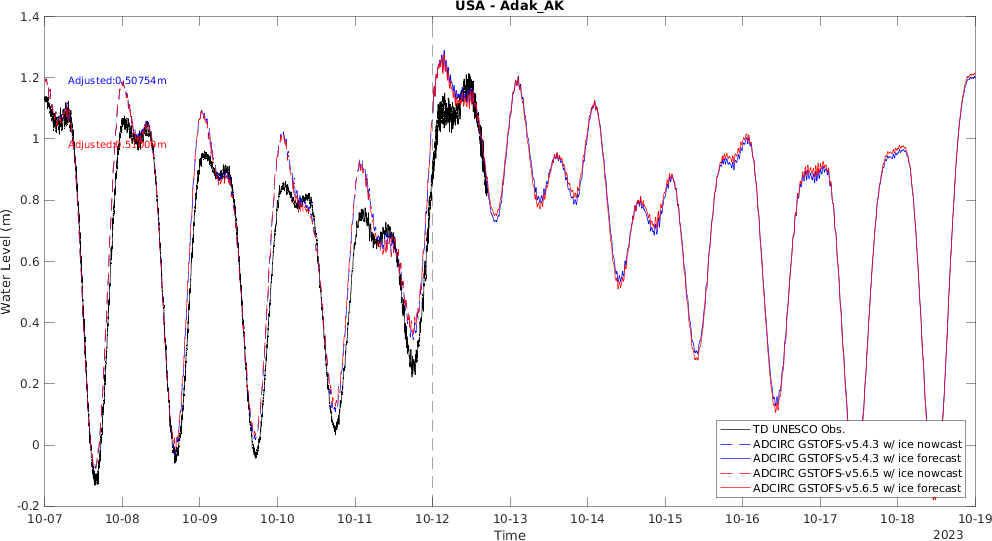 USA - Adak_AK
1.4
1.2
1
0.8
0.6
0.4
0.2
0
-0.2
Water Level (m)
Adjusted:0.50754m
10-07 10-08 10-09 10-10 10-11 10-12 10-13 10-14 10-15 10-16 10-17 10-18 10-19
Time
2023
TD UNESCO Obs.
ADCIRC GSTOFS-v5.4.3 w/ ice nowcast
ADCIRC GSTOFS-v5.4.3 w/ ice forecast
ADCIRC GSTOFS-v5.6.5 w/ ice nowcast
ADCIRC GSTOFS-v5.6.5 w/ ice forecast